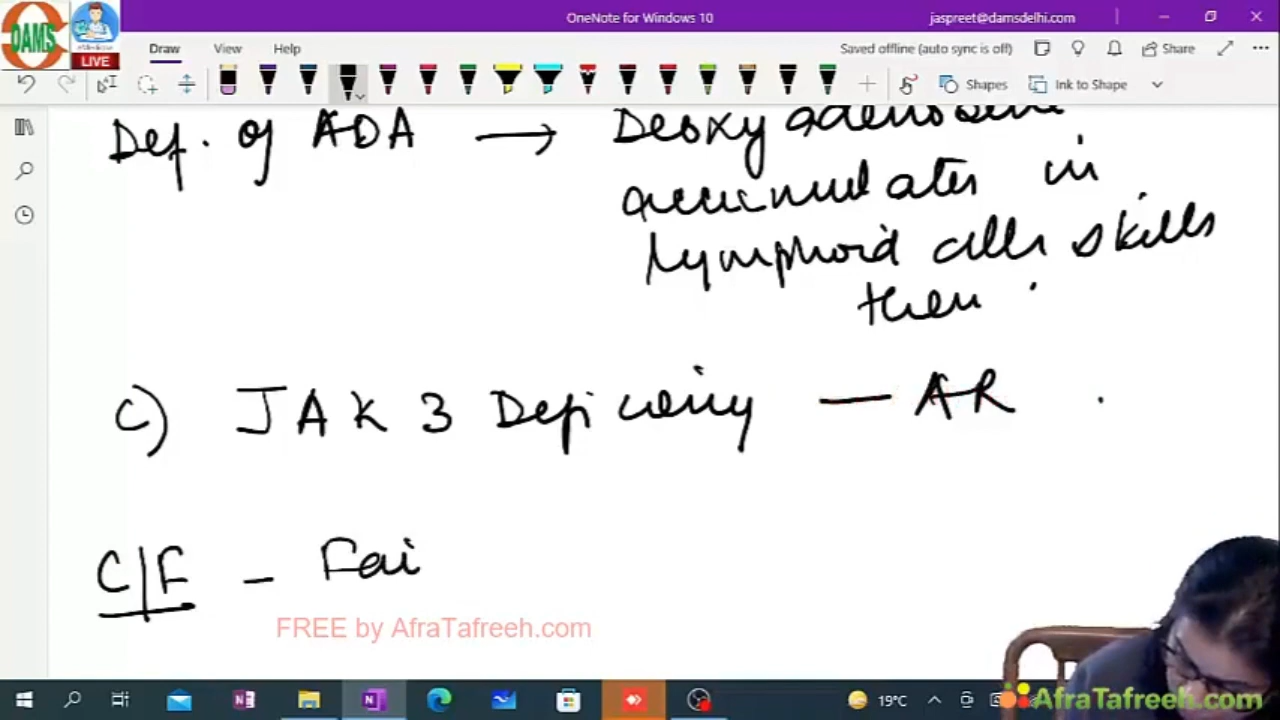 OneNote for Windows 10
jaspreet@damsdelhi.com
DAMS
LIVE
Draw View Help
Saved offline (auto sync is off)
Share
Shapes
Ink to Shape
Def. of ADA → Deoxy adenosine
accumulates in
lymphoid cells & kills
them.
C) JAK 3 Deficiency — AR
C/F - Fai
FREE by AfraTafreeh.com
19°C
AfraTafreeh.com